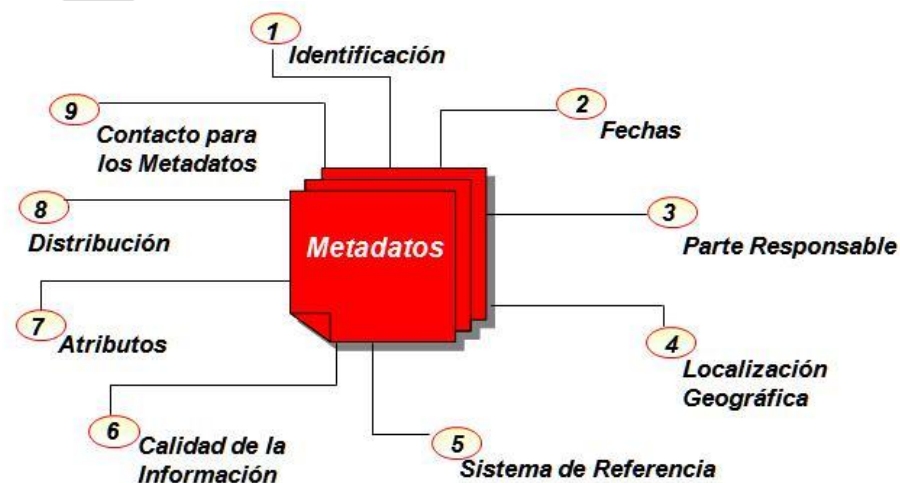 1
Identificación
2
Fechas
3
Parte Responsable
4
Localización
Geográfica
5
Sistema de Referencia
6
Calidad de la
Información
7
Atributos
8
Distribución
9
Contacto para
los Metadatos
Metadatos